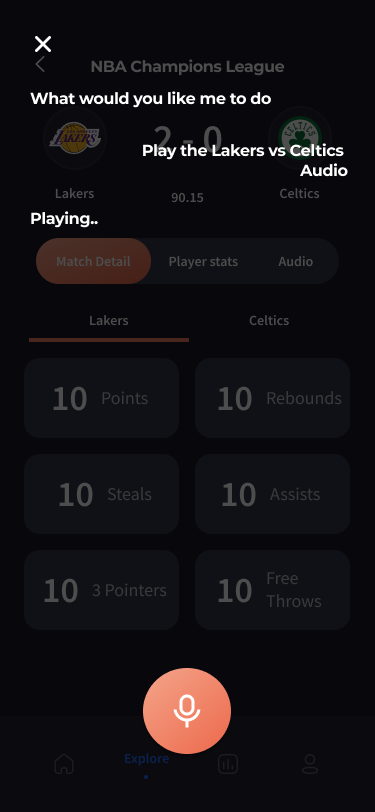 NBA Champions League
What would you like me to do
LAKERS
2 - 0
CELTICS
Play the Lakers vs Celtics
Audio
Lakers
90.15
Celtics
Playing..
Match Detail
Player stats
Audio
Lakers
Celtics
10 Points
10 Rebounds
10 Steals
10 Assists
10 3 Pointers
10 Free
Throws
Explore